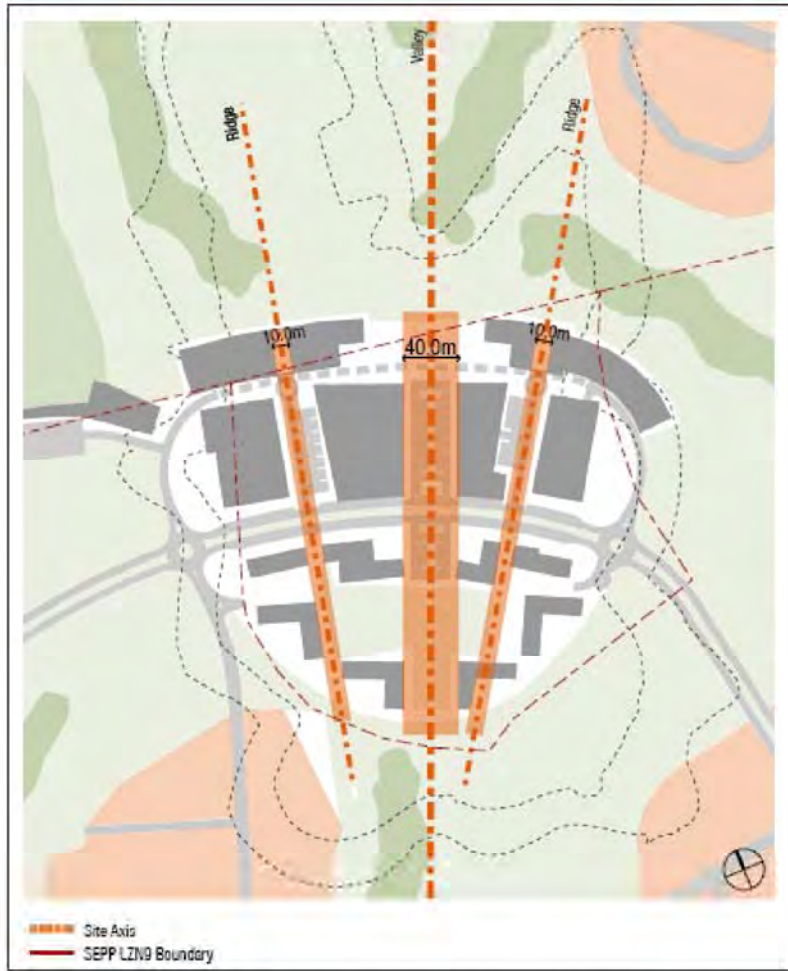 Valley
Ridge
Ridge
10.0m
40.0m
10.0m
Site Axis
SEPP LZN9 Boundary